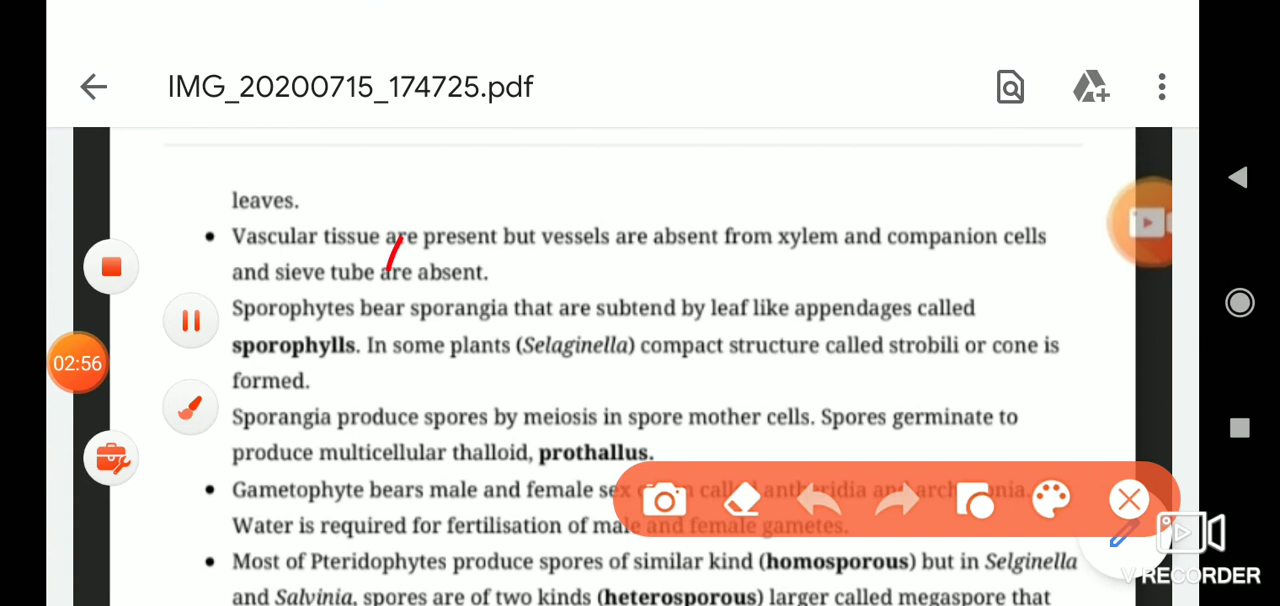 IMG_20200715_174725.pdf
leaves.
Vascular tissue are present but vessels are absent from xylem and companion cells
and sieve tube are absent.
Sporophytes bear sporangia that are subtend by leaf like appendages called
sporophylls. In some plants (Selaginella) compact structure called strobili or cone is
formed.
02:56
Sporangia produce spores by meiosis in spore mother cells. Spores germinate to
produce multicellular thalloid, prothallus.
Gametophyte bears male and female sex organ called antheridia and archegonia.
Water is required for fertilisation of male and female gametes.
Most of Pteridophytes produce spores of similar kind (homosporous) but in Selginella
and Salvinia, spores are of two kinds (heterosporous) larger called megaspore that
V RECORDER